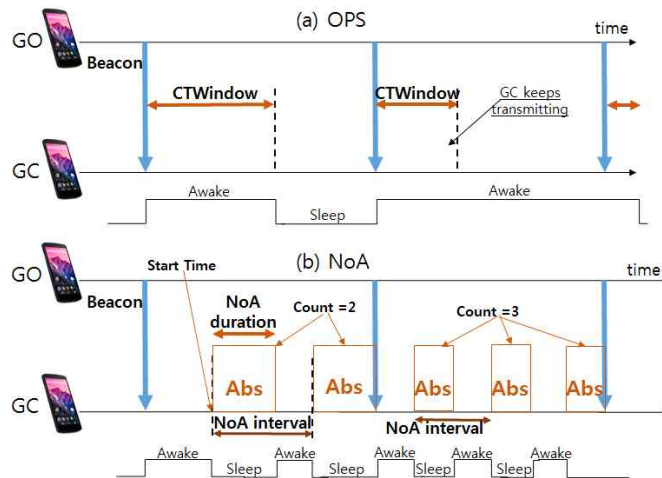 (a) OPS
GO
time
Beacon
CTWindow
CTWindow
GC keeps
transmitting
GC
Awake
Awake
Sleep
(b) NoA
GO
time
Start Time
Beacon
NoA
duration
Count =2
Count =3
Abs
Abs
Abs
Abs
Abs
GC
NoA interval
NoA interval
Awake
Awake
Awake
Awake
Awake
Sleep
Sleep
Sleep
Sleep